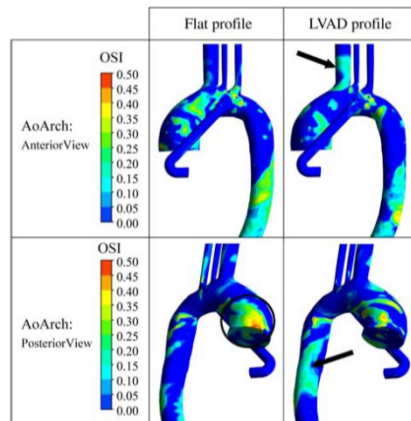 Flat profile
LVAD profile
OSI
0.50
0.45
0.40
0.35
0.30
0.25
0.20
0.15
0.10
0.05
0.00
AoArch:
AnteriorView
OSI
0.50
0.45
0.40
0.35
0.30
0.25
0.20
0.15
0.10
0.05
0.00
AoArch:
PosteriorView